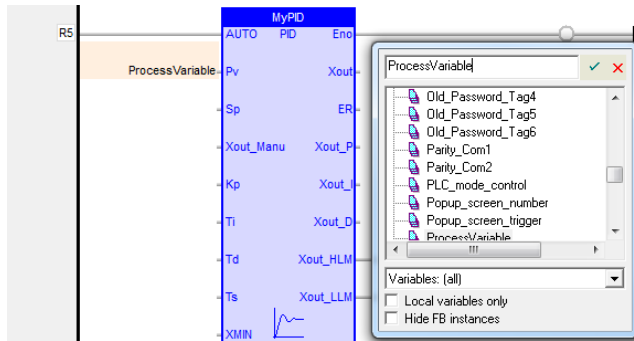 MyPID
R5
AUTO PID Eno
ProcessVariable
Pv Xout
Sp ER
Xout_Manu Xout_P
Kp Xout_I
Ti Xout_D
Td Xout_HLM
Ts Xout_LLM
XMIN
ProcessVariable
Old_Password_Tag4
Old_Password_Tag5
Old_Password_Tag6
Parity_Com1
Parity_Com2
PLC_mode_control
Popup_screen_number
Popup_screen_trigger
ProcessVariable
Variables: (all)
Local variables only
Hide FB instances